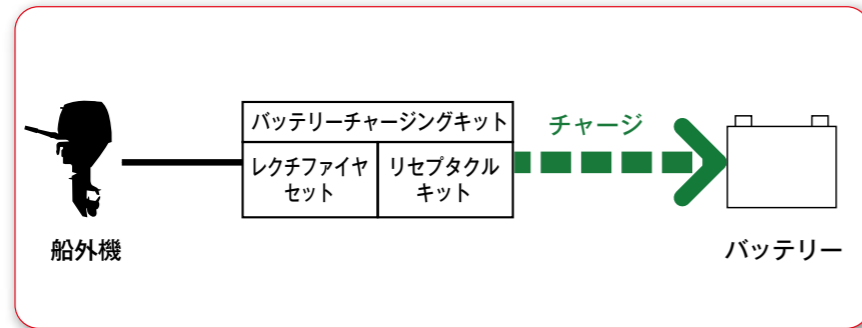 バッテリーチャージングキット
チャージ
レクチファイヤ
セット
リセプタクル
キット
船外機
バッテリー